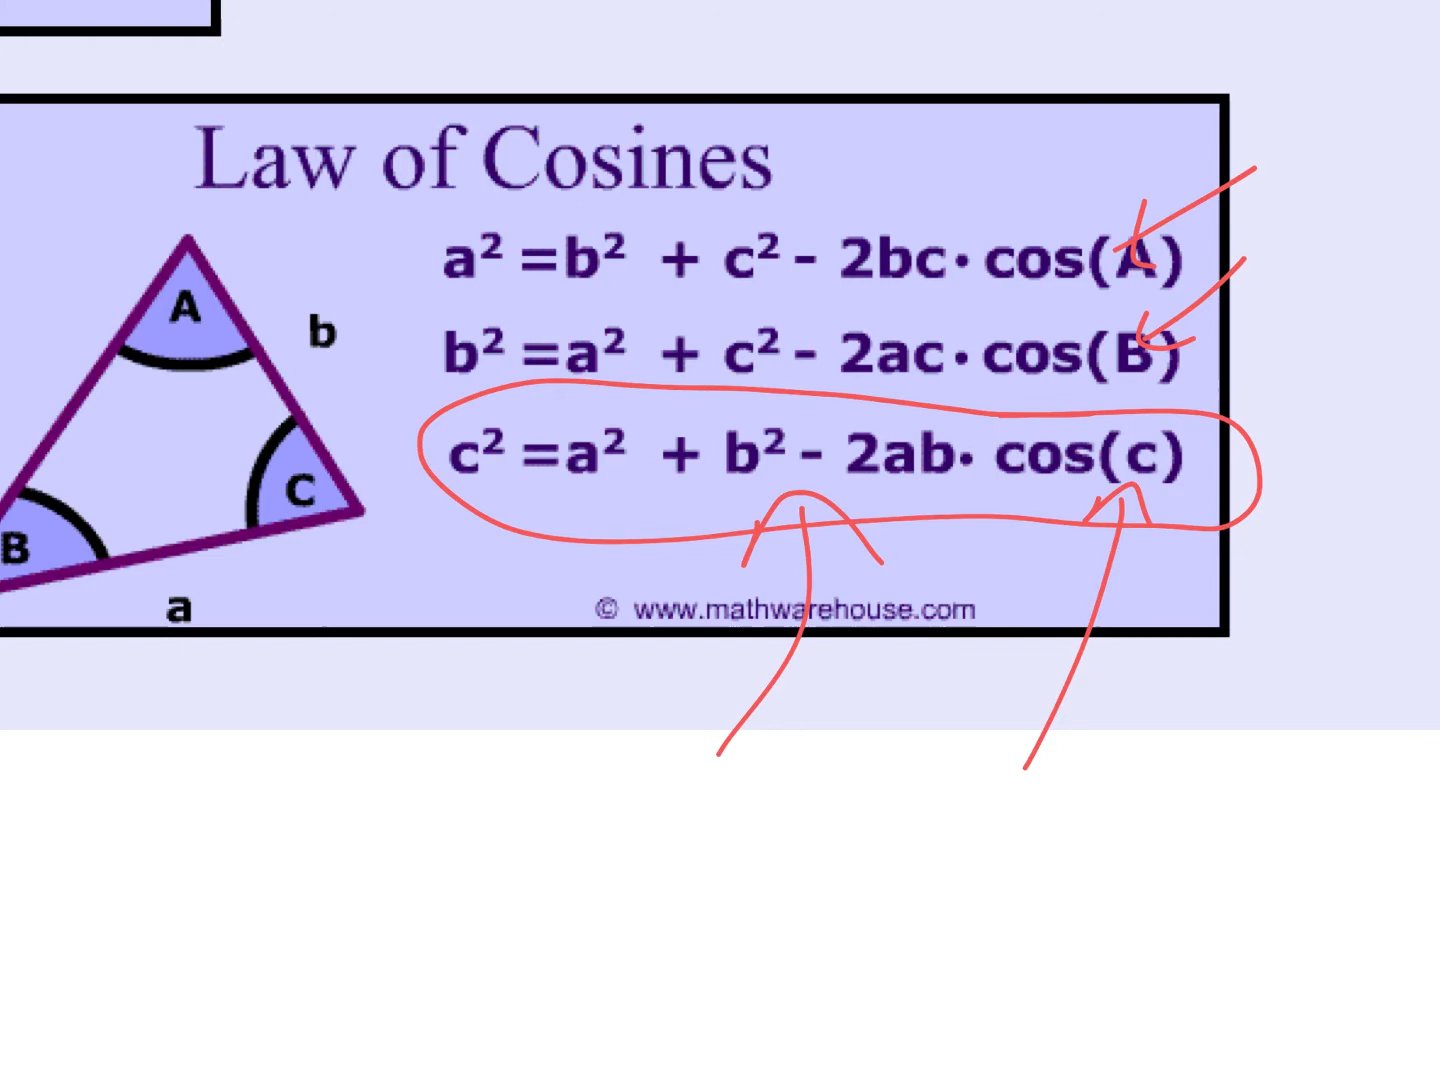 Law of Cosines
A
b
a² =b² + c² - 2bc·cos(A)
b² =a² + c² - 2ac·cos(B)
c² =a² + b² - 2ab· cos(c)
C
B
a
© www.mathwarehouse.com